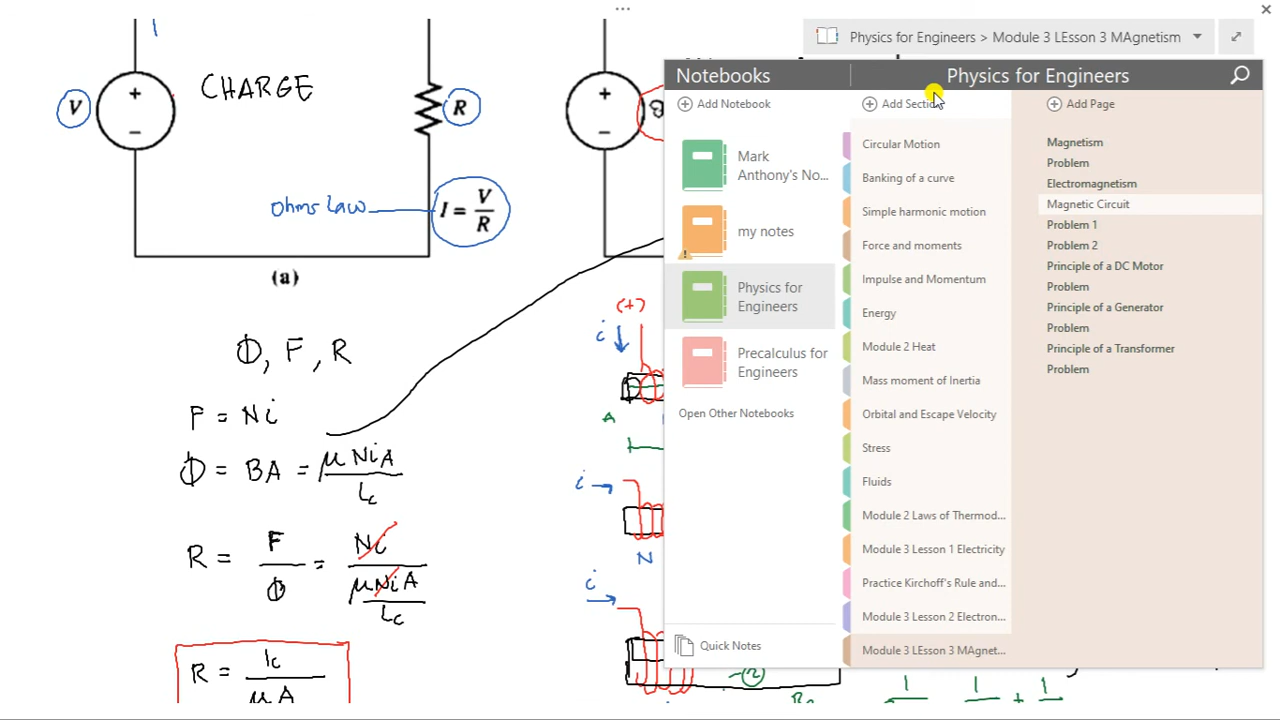 Physics for Engineers > Module 3 LEsson 3 MAgnetism
Notebooks
Physics for Engineers
Add Notebook
Add Section
Add Page
Mark
Anthony's No...
my notes
Physics for
Engineers
Precalculus for
Engineers
Open Other Notebooks
Quick Notes
Circular Motion
Banking of a curve
Simple harmonic motion
Force and moments
Impulse and Momentum
Energy
Module 2 Heat
Mass moment of Inertia
Orbital and Escape Velocity
Stress
Fluids
Module 2 Laws of Thermod...
Module 3 Lesson 1 Electricity
Practice Kirchoff's Rule and...
Module 3 Lesson 2 Electron...
Module 3 LEsson 3 MAgnet...
Magnetism
Problem
Electromagnetism
Magnetic Circuit
Problem 1
Problem 2
Principle of a DC Motor
Problem
Principle of a Generator
Problem
Principle of a Transformer
Problem
CHARGE
V
+
−
R
ohms Law
I = V/R
(a)
+
−
Φ, F, R
F = Ni
Φ = BA = μNiA/Lc
R = F/Φ = Ni/(μNiA/Lc)
R = lc/μA
(+)
i
A
i
N
i